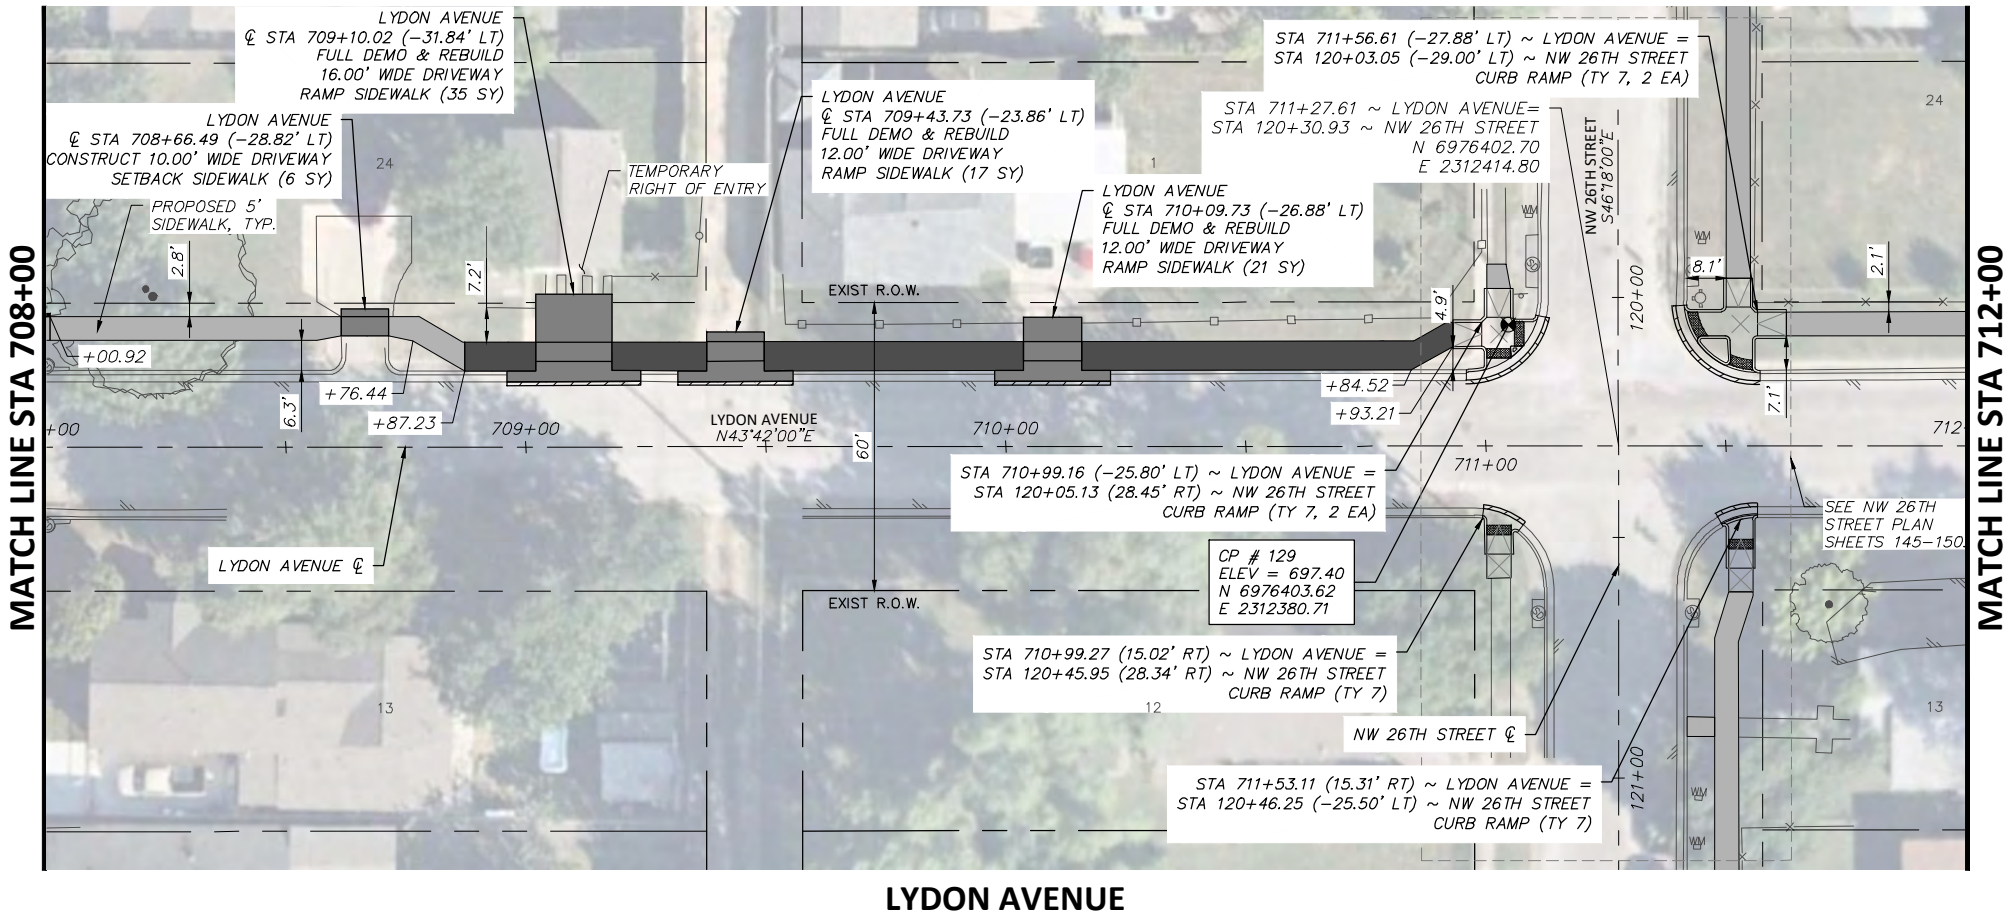 LYDON AVENUE
℄ STA 709+10.02 (-31.84' LT)
FULL DEMO & REBUILD
16.00' WIDE DRIVEWAY
RAMP SIDEWALK (35 SY)
LYDON AVENUE
℄ STA 708+66.49 (-28.82' LT)
CONSTRUCT 10.00' WIDE DRIVEWAY
SETBACK SIDEWALK (6 SY)
PROPOSED 5'
SIDEWALK, TYP.
24
TEMPORARY
RIGHT OF ENTRY
LYDON AVENUE
℄ STA 709+43.73 (-23.86' LT)
FULL DEMO & REBUILD
12.00' WIDE DRIVEWAY
RAMP SIDEWALK (17 SY)
1
LYDON AVENUE
℄ STA 710+09.73 (-26.88' LT)
FULL DEMO & REBUILD
12.00' WIDE DRIVEWAY
RAMP SIDEWALK (21 SY)
STA 711+56.61 (-27.88' LT) ~ LYDON AVENUE =
STA 120+03.05 (-29.00' LT) ~ NW 26TH STREET
CURB RAMP (TY 7, 2 EA)
STA 711+27.61 ~ LYDON AVENUE=
STA 120+30.93 ~ NW 26TH STREET
N 6976402.70
E 2312414.80
NW 26TH STREET
S46°18'00"E
24
WM
WM
MATCH LINE STA 708+00
MATCH LINE STA 712+00
2.8'
7.2'
4.9'
8.1'
2.1'
EXIST R.O.W.
120+00
+00.92
+76.44
+87.23
6.3'
+84.52
+93.21
7.1'
+00
709+00
LYDON AVENUE
N43°42'00"E
60'
710+00
711+00
712+
STA 710+99.16 (-25.80' LT) ~ LYDON AVENUE =
STA 120+05.13 (28.45' RT) ~ NW 26TH STREET
CURB RAMP (TY 7, 2 EA)
SEE NW 26TH
STREET PLAN
SHEETS 145-150.
LYDON AVENUE ℄
CP # 129
ELEV = 697.40
N 6976403.62
E 2312380.71
EXIST R.O.W.
STA 710+99.27 (15.02' RT) ~ LYDON AVENUE =
STA 120+45.95 (28.34' RT) ~ NW 26TH STREET
CURB RAMP (TY 7)
13
12
13
NW 26TH STREET ℄
STA 711+53.11 (15.31' RT) ~ LYDON AVENUE =
STA 120+46.25 (-25.50' LT) ~ NW 26TH STREET
CURB RAMP (TY 7)
121+00
WM
WM
LYDON AVENUE